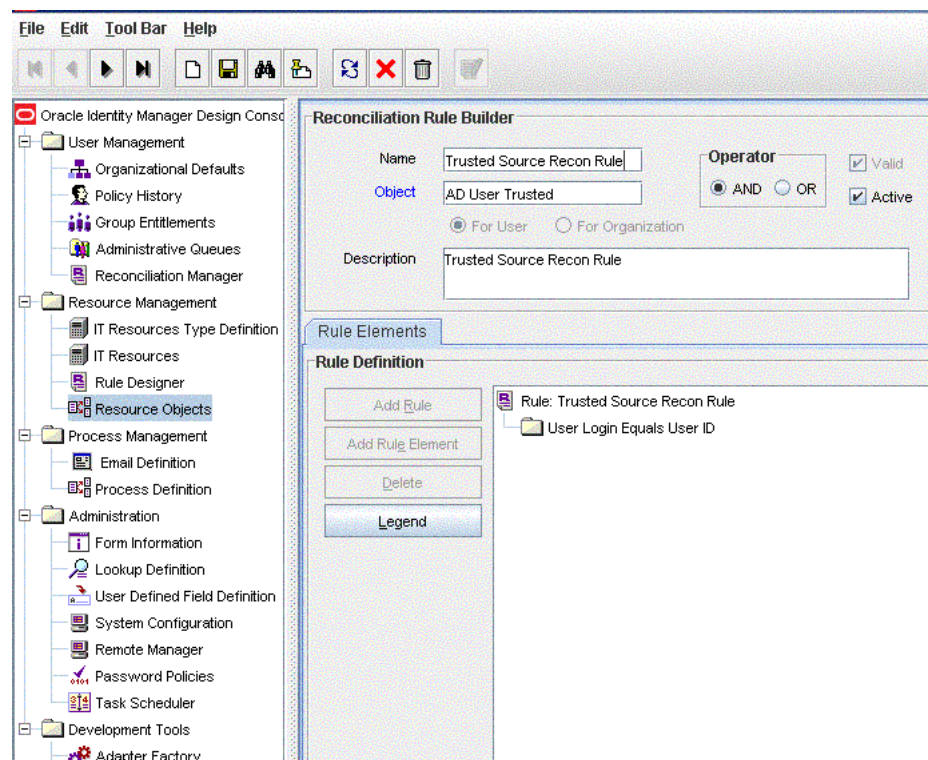 File Edit Tool Bar Help
Oracle Identity Manager Design Consc
User Management
Organizational Defaults
Policy History
Group Entitlements
Administrative Queues
Reconciliation Manager
Resource Management
IT Resources Type Definition
IT Resources
Rule Designer
Resource Objects
Process Management
Email Definition
Process Definition
Administration
Form Information
Lookup Definition
User Defined Field Definition
System Configuration
Remote Manager
Password Policies
Task Scheduler
Development Tools
Adapter Factory
Reconciliation Rule Builder
Name Trusted Source Recon Rule
Operator
Valid
Object AD User Trusted
AND OR
Active
For User For Organization
Description Trusted Source Recon Rule
Rule Elements
Rule Definition
Add Rule
Add Rule Element
Delete
Legend
Rule: Trusted Source Recon Rule
User Login Equals User ID